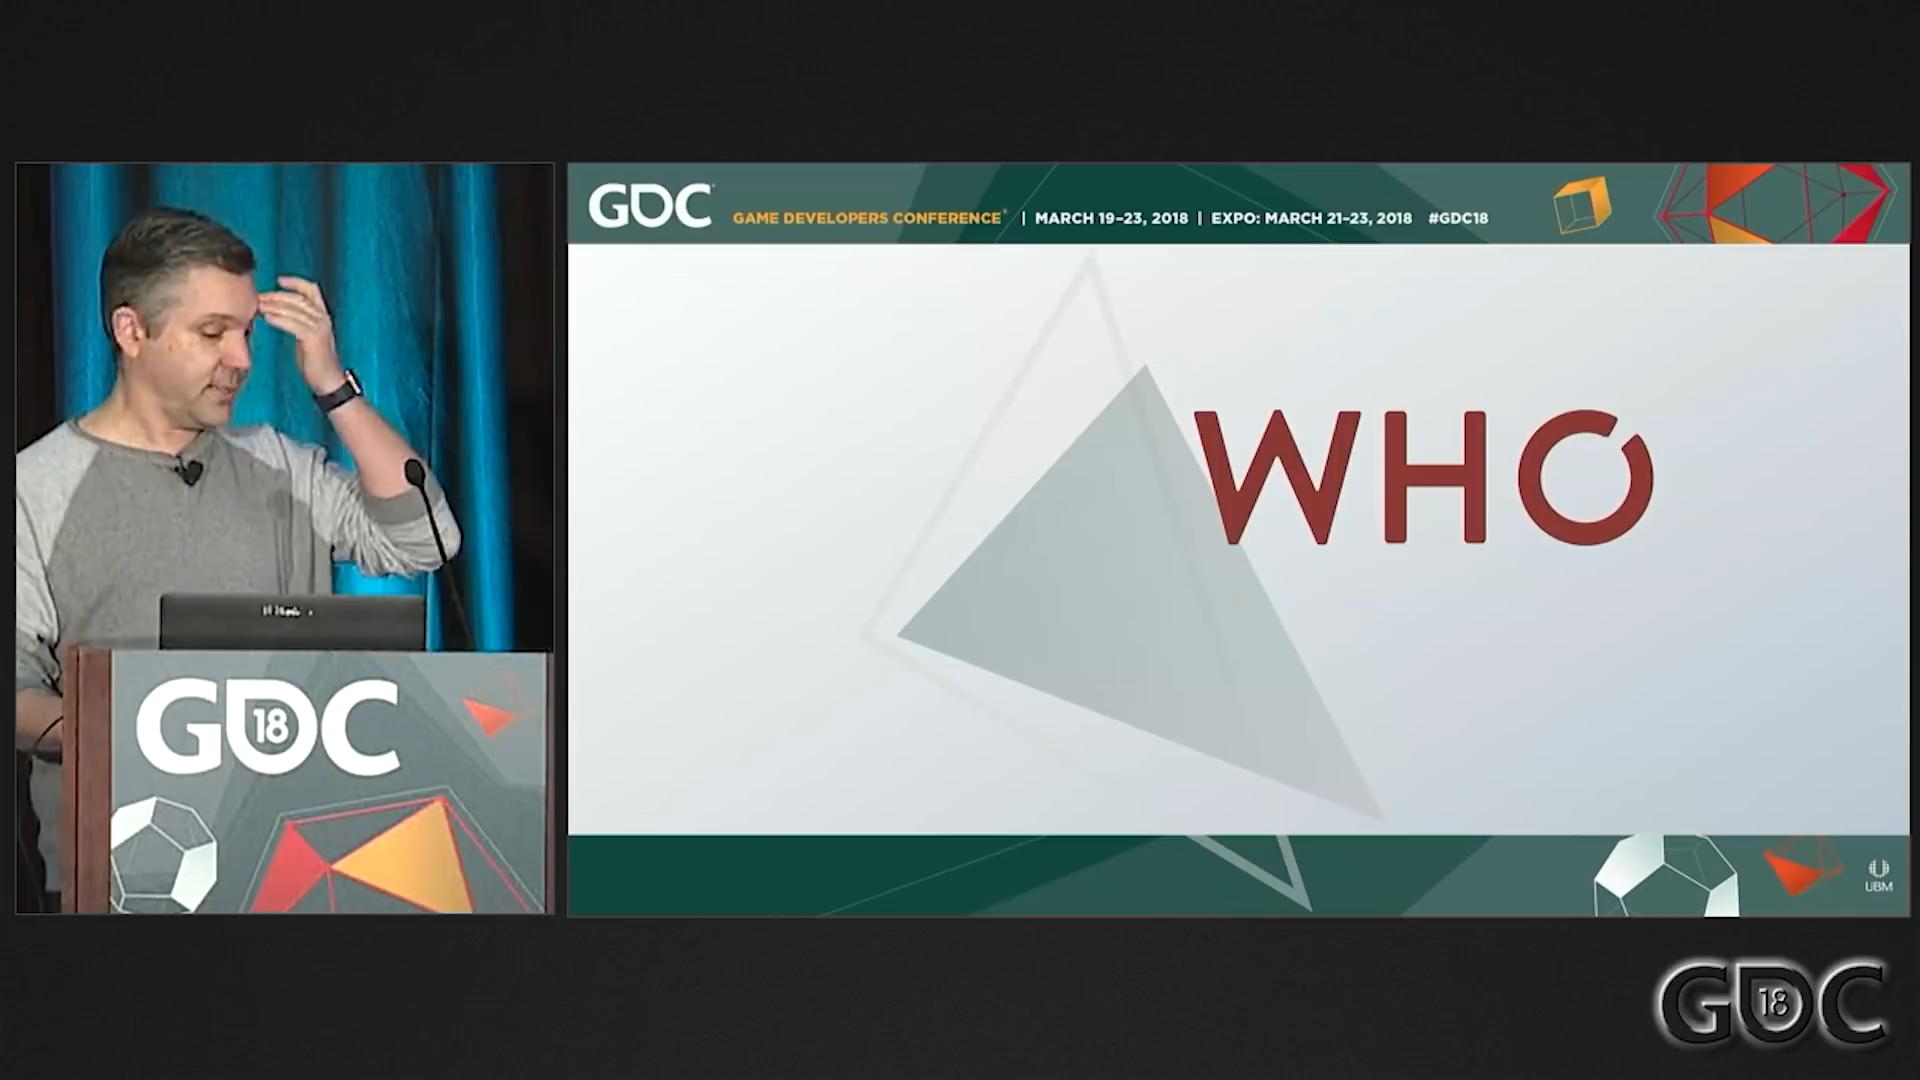 GDC
GAME DEVELOPERS CONFERENCE® | MARCH 19–23, 2018 | EXPO: MARCH 21–23, 2018 #GDC18
WHO
GDC
18
UBM
GDC
18